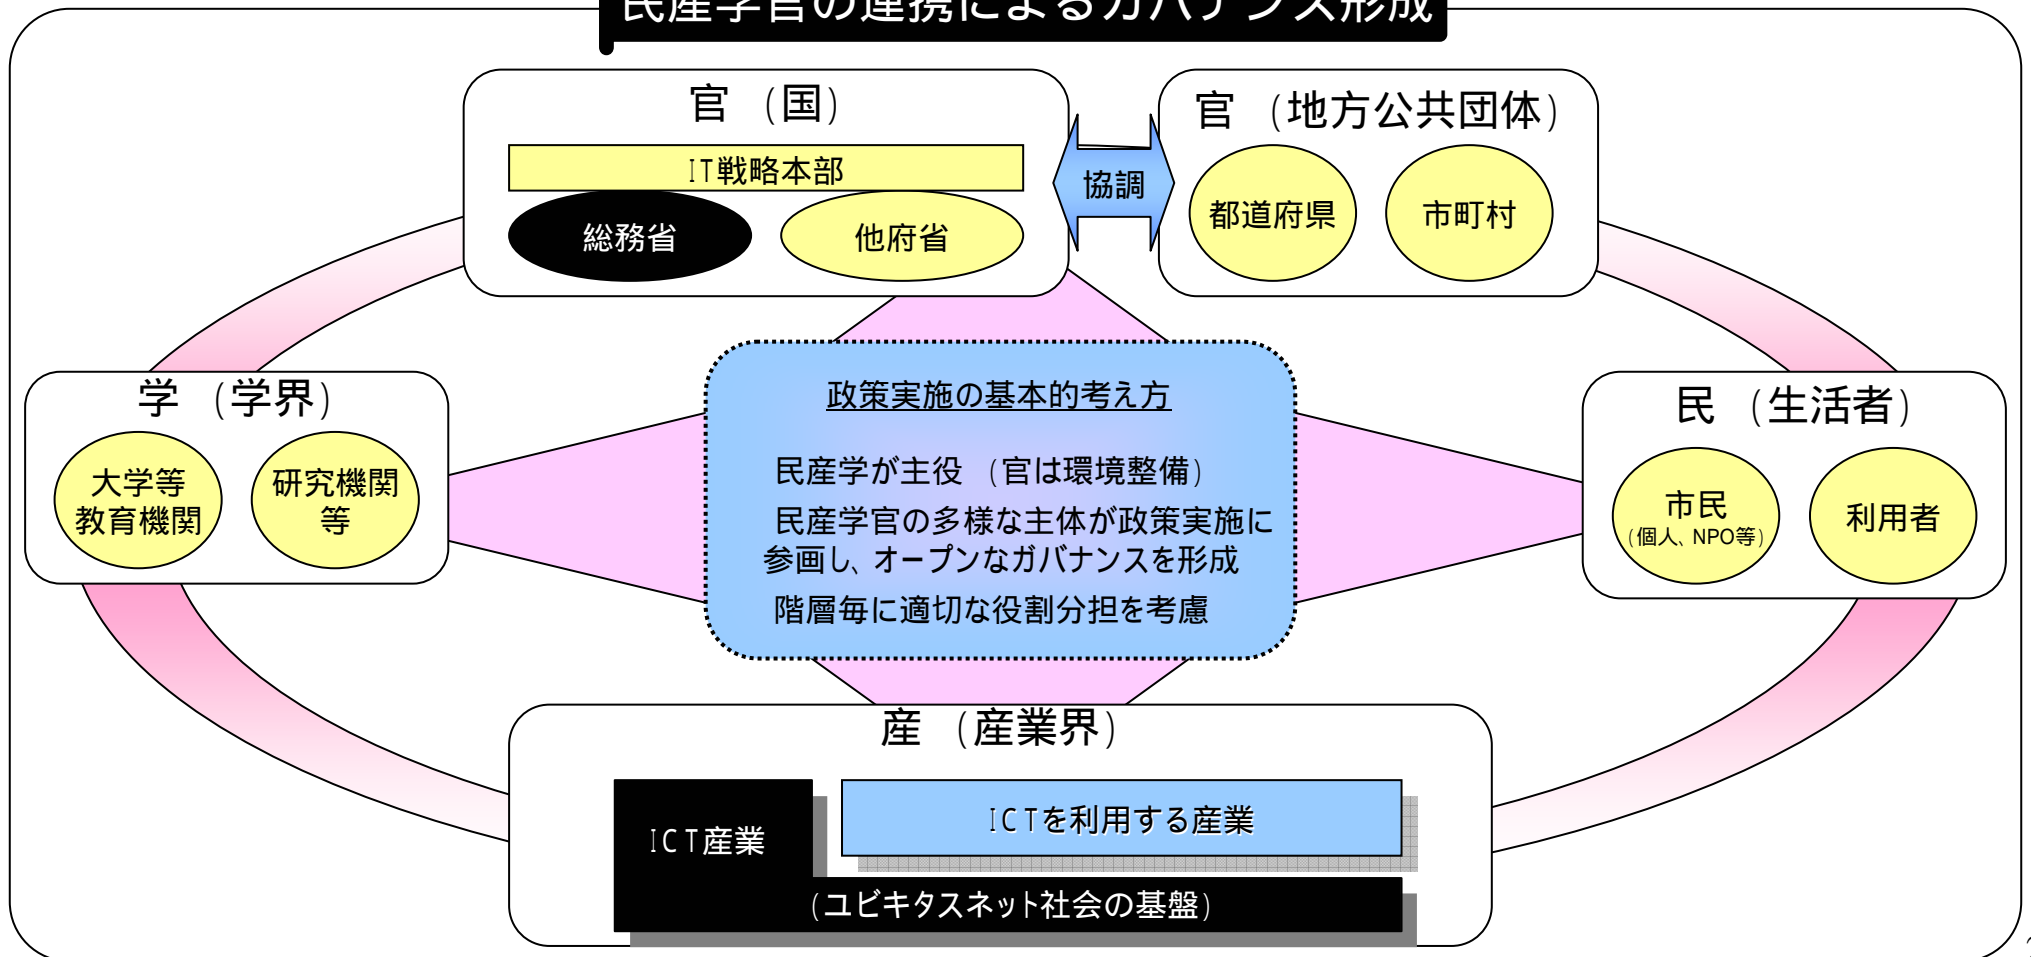 民産学官の連携によるガバナンス形成
官 (国)
IT戦略本部
総務省
他府省
協調
官 (地方公共団体)
都道府県
市町村
学 (学界)
大学等
教育機関
研究機関
等
政策実施の基本的考え方
民産学が主役 (官は環境整備)
民産学官の多様な主体が政策実施に
参画し、オープンなガバナンスを形成
階層毎に適切な役割分担を考慮
民 (生活者)
市民
(個人、NPO等)
利用者
産 (産業界)
ICT産業
ICTを利用する産業
(ユビキタスネット社会の基盤)